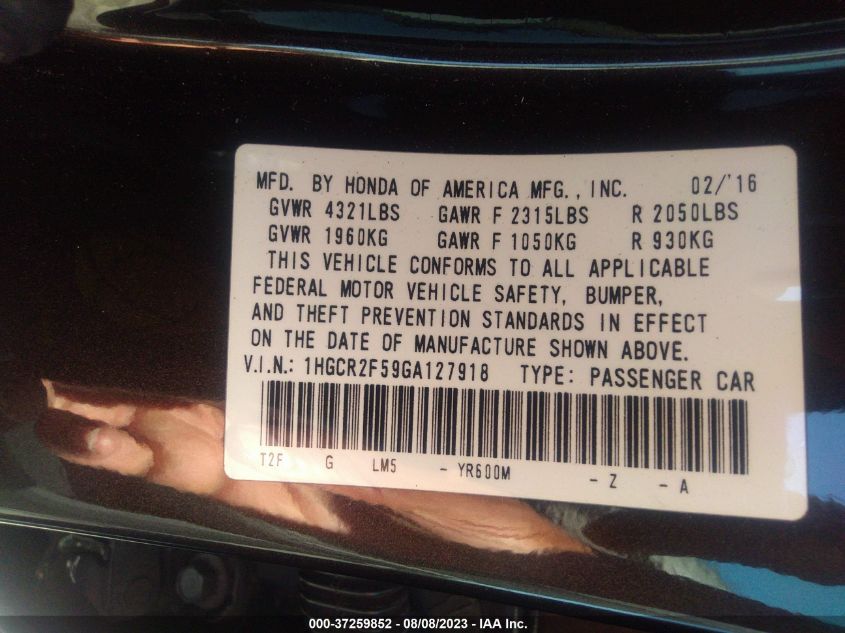 MFD. BY HONDA OF AMERICA MFG., INC. 02/'16
GVWR 4321LBS GAWR F 2315LBS R 2050LBS
GVWR 1960KG GAWR F 1050KG R 930KG
THIS VEHICLE CONFORMS TO ALL APPLICABLE
FEDERAL MOTOR VEHICLE SAFETY, BUMPER,
AND THEFT PREVENTION STANDARDS IN EFFECT
ON THE DATE OF MANUFACTURE SHOWN ABOVE.
V.I.N.: 1HGCR2F59GA127918 TYPE: PASSENGER CAR
T2F G LM5 - YR600M - Z - A
000-37259852 - 08/08/2023 - IAA Inc.